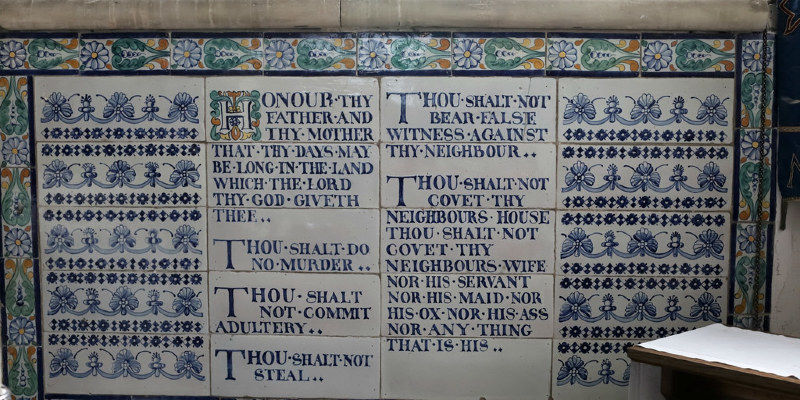 HONOUR·THY
FATHER·AND
THY·MOTHER
THAT·THY·DAYS·MAY
BE·LONG·IN·THE·LAND
WHICH·THE·LORD
THY·GOD·GIVETH
THEE..
THOU·SHALT·DO
NO·MURDER..
THOU·SHALT
NOT·COMMIT
ADULTERY..
THOU·SHALT·NOT
STEAL..
THOU·SHALT·NOT
BEAR·FALSE
WITNESS·AGAINST
THY·NEIGHBOUR..
THOU·SHALT·NOT
COVET·THY
NEIGHBOURS·HOUSE
THOU·SHALT·NOT
COVET·THY
NEIGHBOURS·WIFE
NOR·HIS·SERVANT
NOR·HIS·MAID·NOR
HIS·OX·NOR·HIS·ASS
NOR·ANY·THING
THAT·IS·HIS..